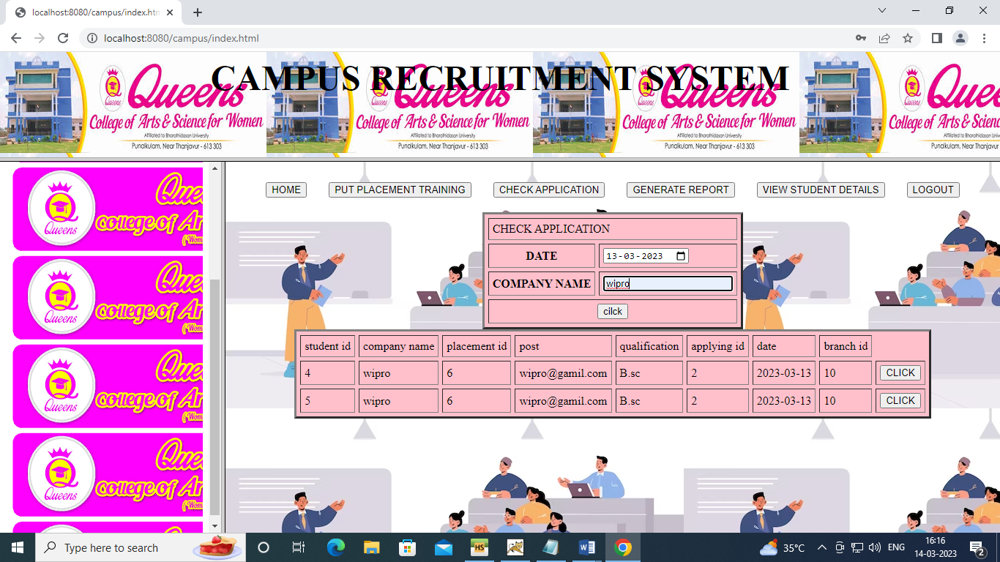 localhost:8080/campus/index.htm
localhost:8080/campus/index.html
CAMPUS RECRUITMENT SYSTEM
Queens Queens Queens Queens
College of Arts & Science for Women College of Arts & Science for Women College of Arts & Science for Women College of Arts & Scie
Affiliated to Bharathidasan University Affiliated to Bharathidasan University Affiliated to Bharathidasan University Affiliated to Bharathidasan University
Punalkulam, Near Thanjavur - 613 303 Punalkulam, Near Thanjavur - 613 303 Punalkulam, Near Thanjavur - 613 303 Punalkulam, Near Thanjavur - 613 303
HOME PUT PLACEMENT TRAINING CHECK APPLICATION GENERATE REPORT VIEW STUDENT DETAILS LOGOUT
Que
College of Ar
Queens
(Wom
Que
College of Ar
Queens
(Wom
Que
College of Ar
Queens
(Wom
Que
College of Ar
Queens
(Wom
Que
CHECK APPLICATION
DATE 13-03-2023
COMPANY NAME wipro
cilck
student id company name placement id post qualification applying id date branch id
4 wipro 6 wipro@gamil.com B.sc 2 2023-03-13 10 CLICK
5 wipro 6 wipro@gamil.com B.sc 2 2023-03-13 10 CLICK
Type here to search
HS
35°C
ENG
16:16
14-03-2023
2